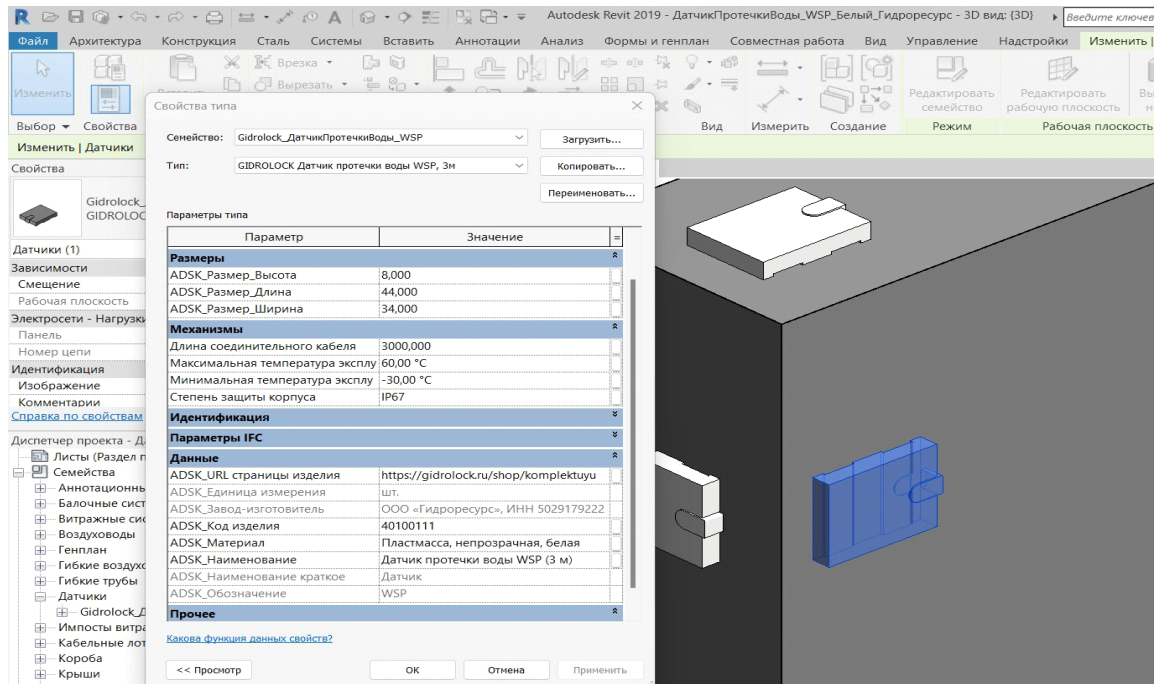 Autodesk Revit 2019 - ДатчикПротечкиВоды_WSP_Белый_Гидроресурс - 3D вид: {3D}
Введите ключев
Файл Архитектура Конструкция Сталь Системы Вставить Аннотации Анализ Формы и генплан Совместная работа Вид Управление Надстройки Изменить |
Изменить
Врезка
Вырезать
Редактировать семейство
Редактировать рабочую плоскость
Выбор Свойства Вид Измерить Создание Режим Рабочая плоскость
Изменить | Датчики
Свойства
Gidrolock_
GIDROLOC
Датчики (1)
Зависимости
Смещение
Рабочая плоскость
Электросети - Нагрузки
Панель
Номер цепи
Идентификация
Изображение
Комментарии
Справка по свойствам
Диспетчер проекта - Да
Листы (Раздел п
Семейства
Аннотационнь
Балочные сист
Витражные сис
Воздуховоды
Генплан
Гибкие воздухо
Гибкие трубы
Датчики
Gidrolock_Д
Импосты витра
Кабельные лот
Короба
Крыши
Свойства типа
Семейство: Gidrolock_ДатчикПротечкиВоды_WSP Загрузить...
Тип: GIDROLOCK Датчик протечки воды WSP, 3м Копировать...
Переименовать...
Параметры типа
Параметр Значение =
Размеры
ADSK_Размер_Высота 8,000
ADSK_Размер_Длина 44,000
ADSK_Размер_Ширина 34,000
Механизмы
Длина соединительного кабеля 3000,000
Максимальная температура эксплу 60,00 °C
Минимальная температура эксплу -30,00 °C
Степень защиты корпуса IP67
Идентификация
Параметры IFC
Данные
ADSK_URL страницы изделия https://gidrolock.ru/shop/komplektuyu
ADSK_Единица измерения шт.
ADSK_Завод-изготовитель ООО «Гидроресурс», ИНН 5029179222
ADSK_Код изделия 40100111
ADSK_Материал Пластмасса, непрозрачная, белая
ADSK_Наименование Датчик протечки воды WSP (3 м)
ADSK_Наименование краткое Датчик
ADSK_Обозначение WSP
Прочее
Какова функция данных свойств?
<< Просмотр OK Отмена Применить